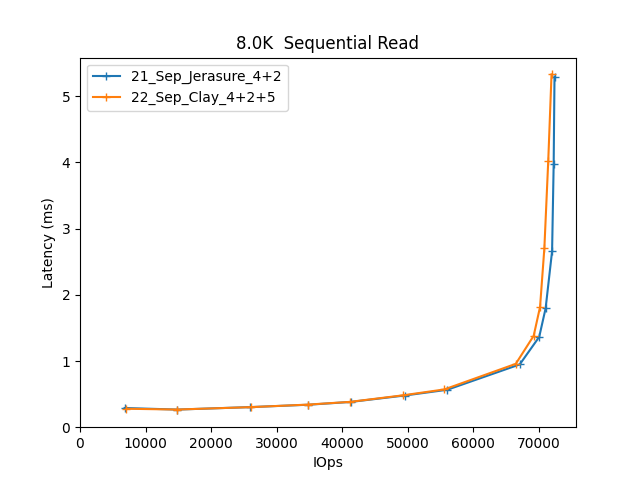 8.0K  Sequential Read
21_Sep_Jerasure_4+2
22_Sep_Clay_4+2+5
Latency (ms)
5
4
3
2
1
0
0 10000 20000 30000 40000 50000 60000 70000
IOps